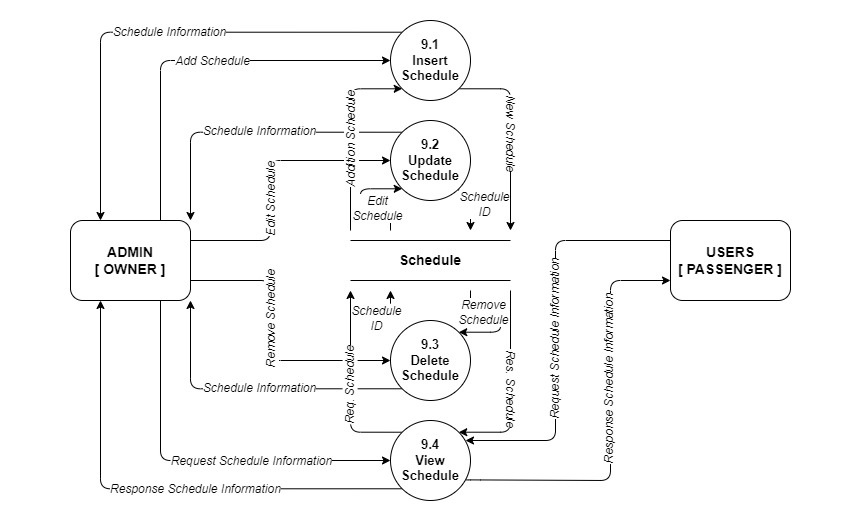 Schedule Information
9.1
Insert
Schedule
Add Schedule
Addition Schedule
New Schedule
Schedule Information
9.2
Update
Schedule
Edit Schedule
Edit
Schedule
Schedule
ID
ADMIN
[ OWNER ]
Schedule
USERS
[ PASSENGER ]
Remove Schedule
Schedule
ID
Remove
Schedule
9.3
Delete
Schedule
Schedule Information
Req. Schedule
Res. Schedule
Request Schedule Information
Response Schedule Information
9.4
View
Schedule
Request Schedule Information
Response Schedule Information